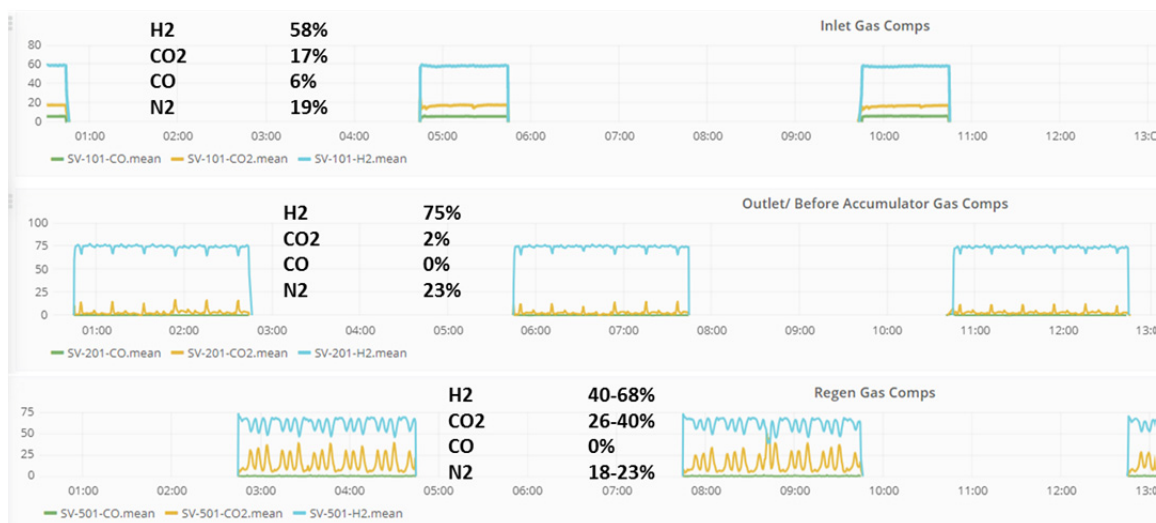 Inlet Gas Comps
H2 58%
CO2 17%
CO 6%
N2 19%
80
60
40
20
0
01:00 02:00 03:00 04:00 05:00 06:00 07:00 08:00 09:00 10:00 11:00 12:00 13:0
SV-101-CO.mean SV-101-CO2.mean SV-101-H2.mean
Outlet/ Before Accumulator Gas Comps
H2 75%
CO2 2%
CO 0%
N2 23%
100
75
50
25
0
01:00 02:00 03:00 04:00 05:00 06:00 07:00 08:00 09:00 10:00 11:00 12:00 13:0
SV-201-CO.mean SV-201-CO2.mean SV-201-H2.mean
Regen Gas Comps
H2 40-68%
CO2 26-40%
CO 0%
N2 18-23%
75
50
25
0
01:00 02:00 03:00 04:00 05:00 06:00 07:00 08:00 09:00 10:00 11:00 12:00 13:0
SV-501-CO.mean SV-501-CO2.mean SV-501-H2.mean